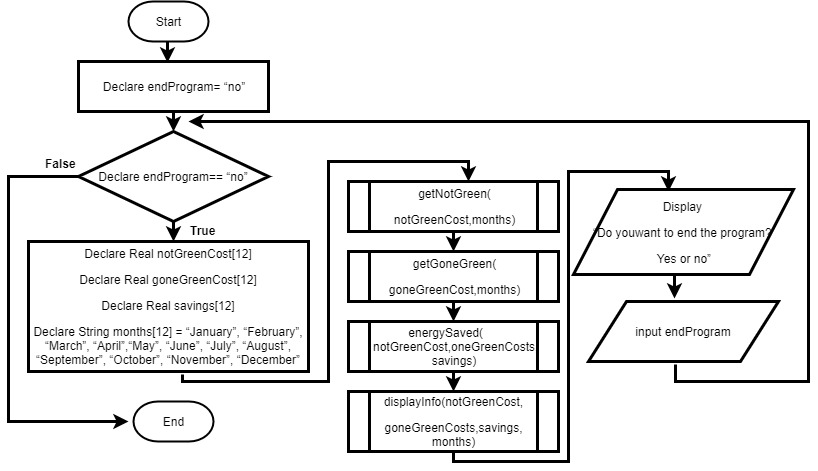 Start
Declare endProgram= “no”
False
Declare endProgram== “no”
True
Declare Real notGreenCost[12]
Declare Real goneGreenCost[12]
Declare Real savings[12]
Declare String months[12] = “January”, “February”,
“March”, “April”,“May”, “June”, “July”, “August”,
“September”, “October”, “November”, “December”
End
getNotGreen(
notGreenCost,months)
getGoneGreen(
goneGreenCost,months)
energySaved(
notGreenCost,oneGreenCosts
savings)
displayInfo(notGreenCost,
goneGreenCosts,savings,
months)
Display
“Do youwant to end the program?
Yes or no”
input endProgram